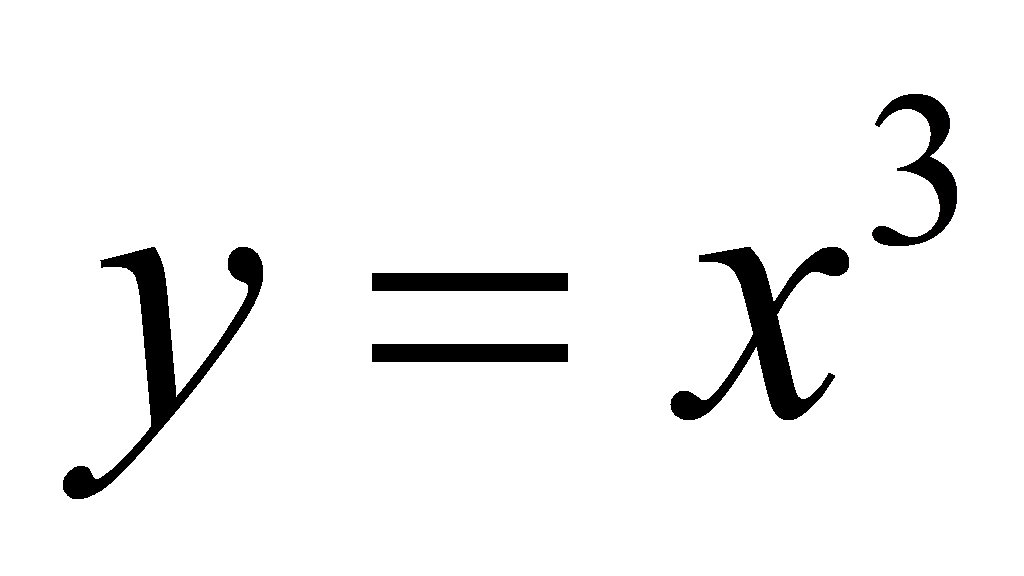 y = x³